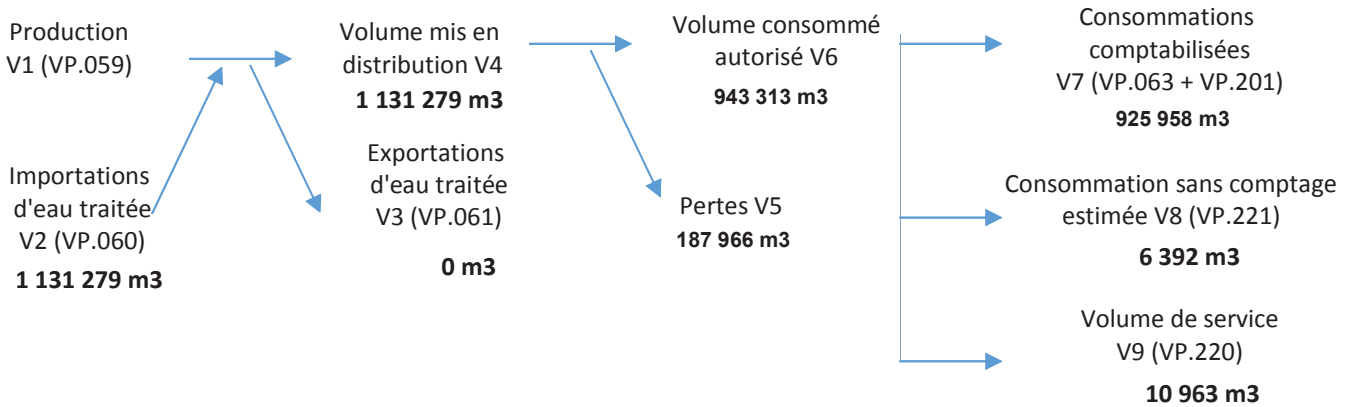 Production
V1 (VP.059)
Importations
d'eau traitée
V2 (VP.060)
1 131 279 m3
Volume mis en
distribution V4
1 131 279 m3
Exportations
d'eau traitée
V3 (VP.061)
0 m3
Volume consommé
autorisé V6
943 313 m3
Pertes V5
187 966 m3
Consommations
comptabilisées
V7 (VP.063 + VP.201)
925 958 m3
Consommation sans comptage
estimée V8 (VP.221)
6 392 m3
Volume de service
V9 (VP.220)
10 963 m3